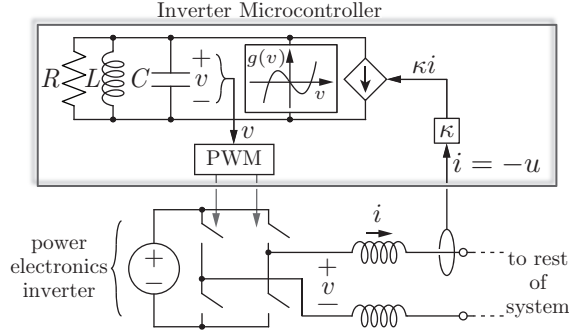 Inverter Microcontroller
R L C + v − g(v) v κi
v κ
PWM i = −u
i
power electronics inverter + − + v −
to rest of system